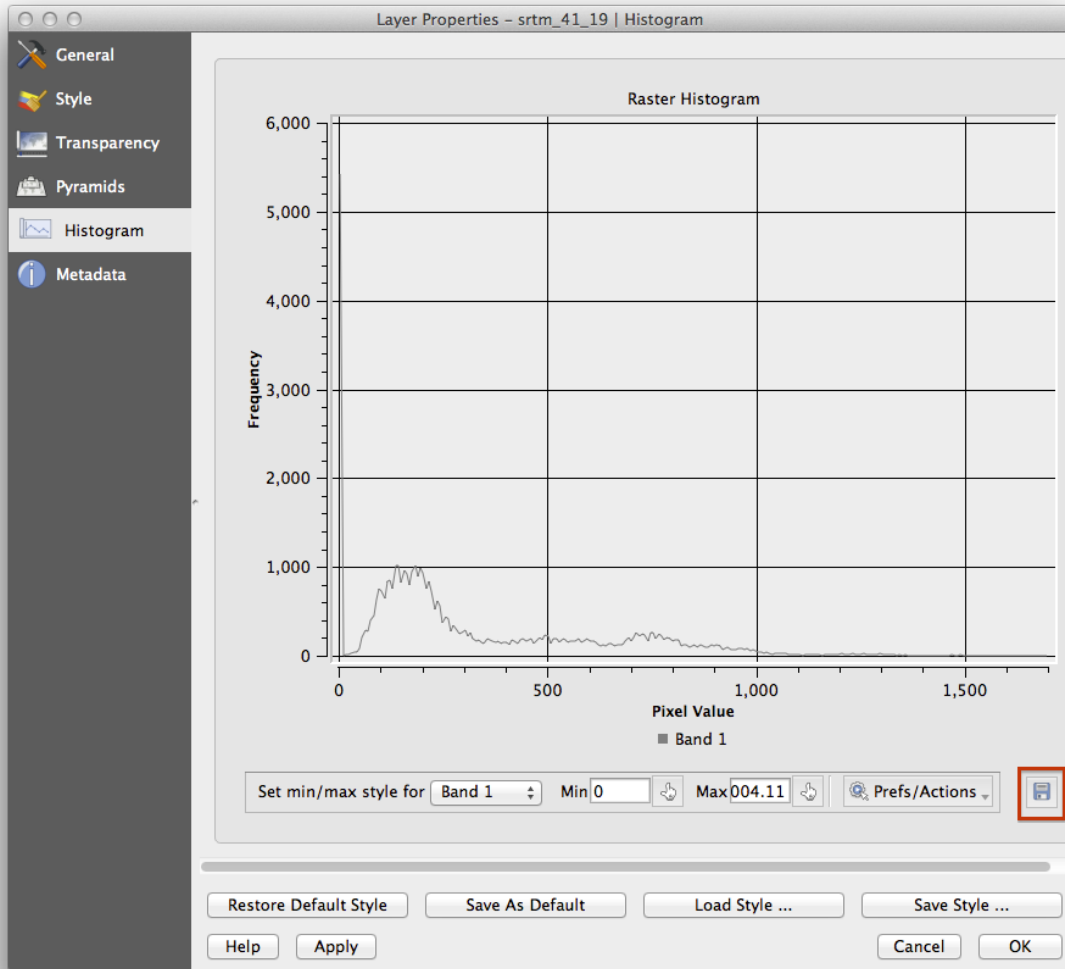 Layer Properties – srtm_41_19 | Histogram
General
Style
Transparency
Pyramids
Histogram
Metadata
Raster Histogram
6,000
5,000
4,000
3,000
2,000
1,000
0
Frequency
0 500 1,000 1,500
Pixel Value
Band 1
Set min/max style for Band 1 Min 0 Max 004.11 Prefs/Actions
Restore Default Style Save As Default Load Style ... Save Style ...
Help Apply Cancel OK